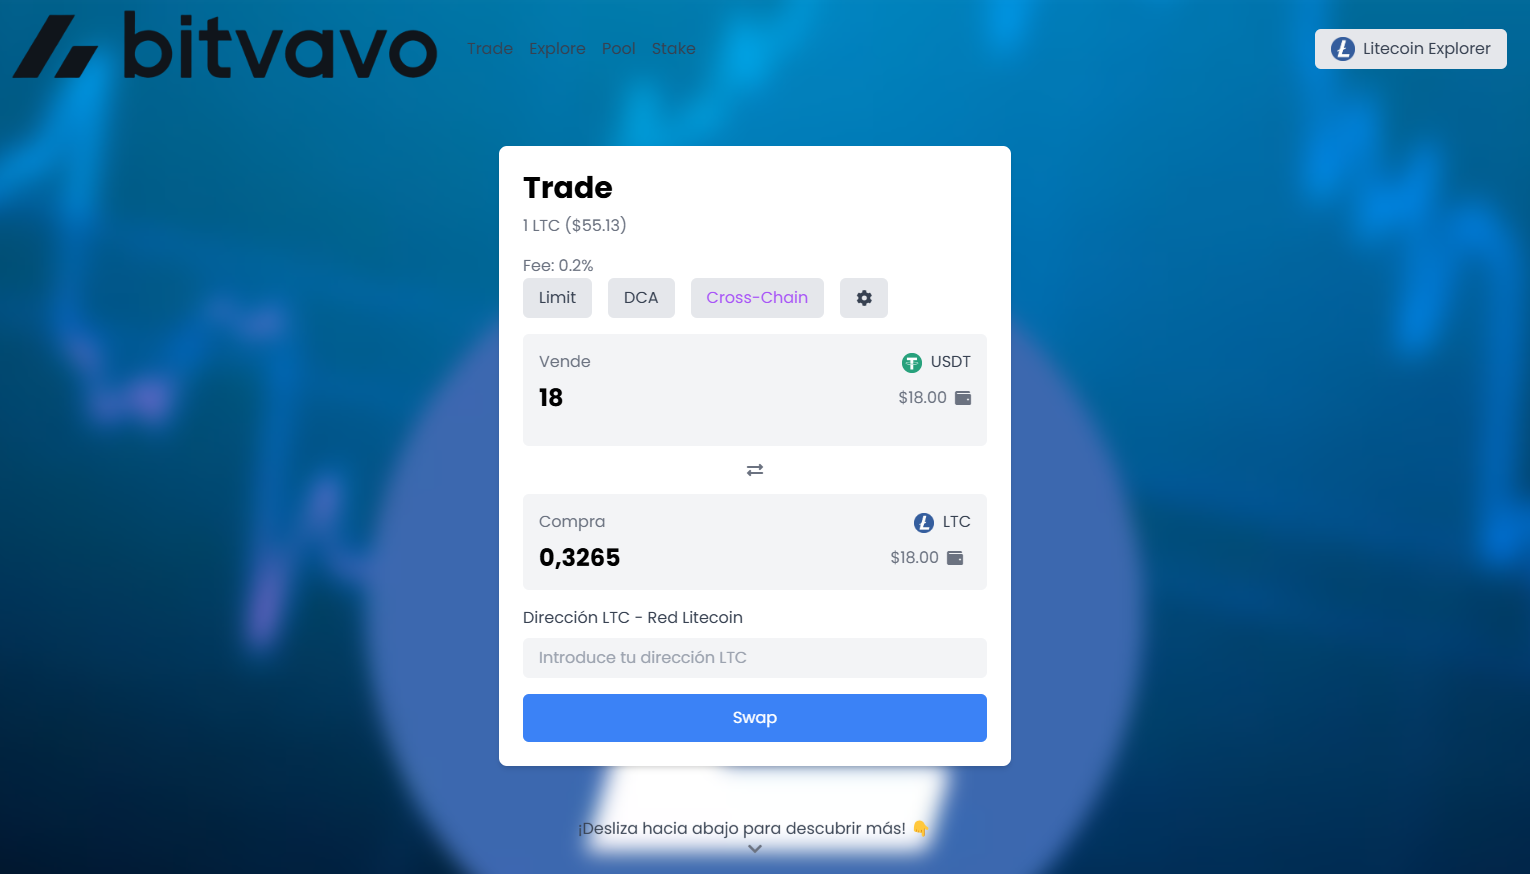 bitvavo
Trade Explore Pool Stake
Litecoin Explorer
Trade
1 LTC ($55.13)
Fee: 0.2%
Limit DCA Cross-Chain
Vende USDT
18 $18.00
Compra LTC
0,3265 $18.00
Dirección LTC - Red Litecoin
Introduce tu dirección LTC
Swap
¡Desliza hacia abajo para descubrir más! 👇